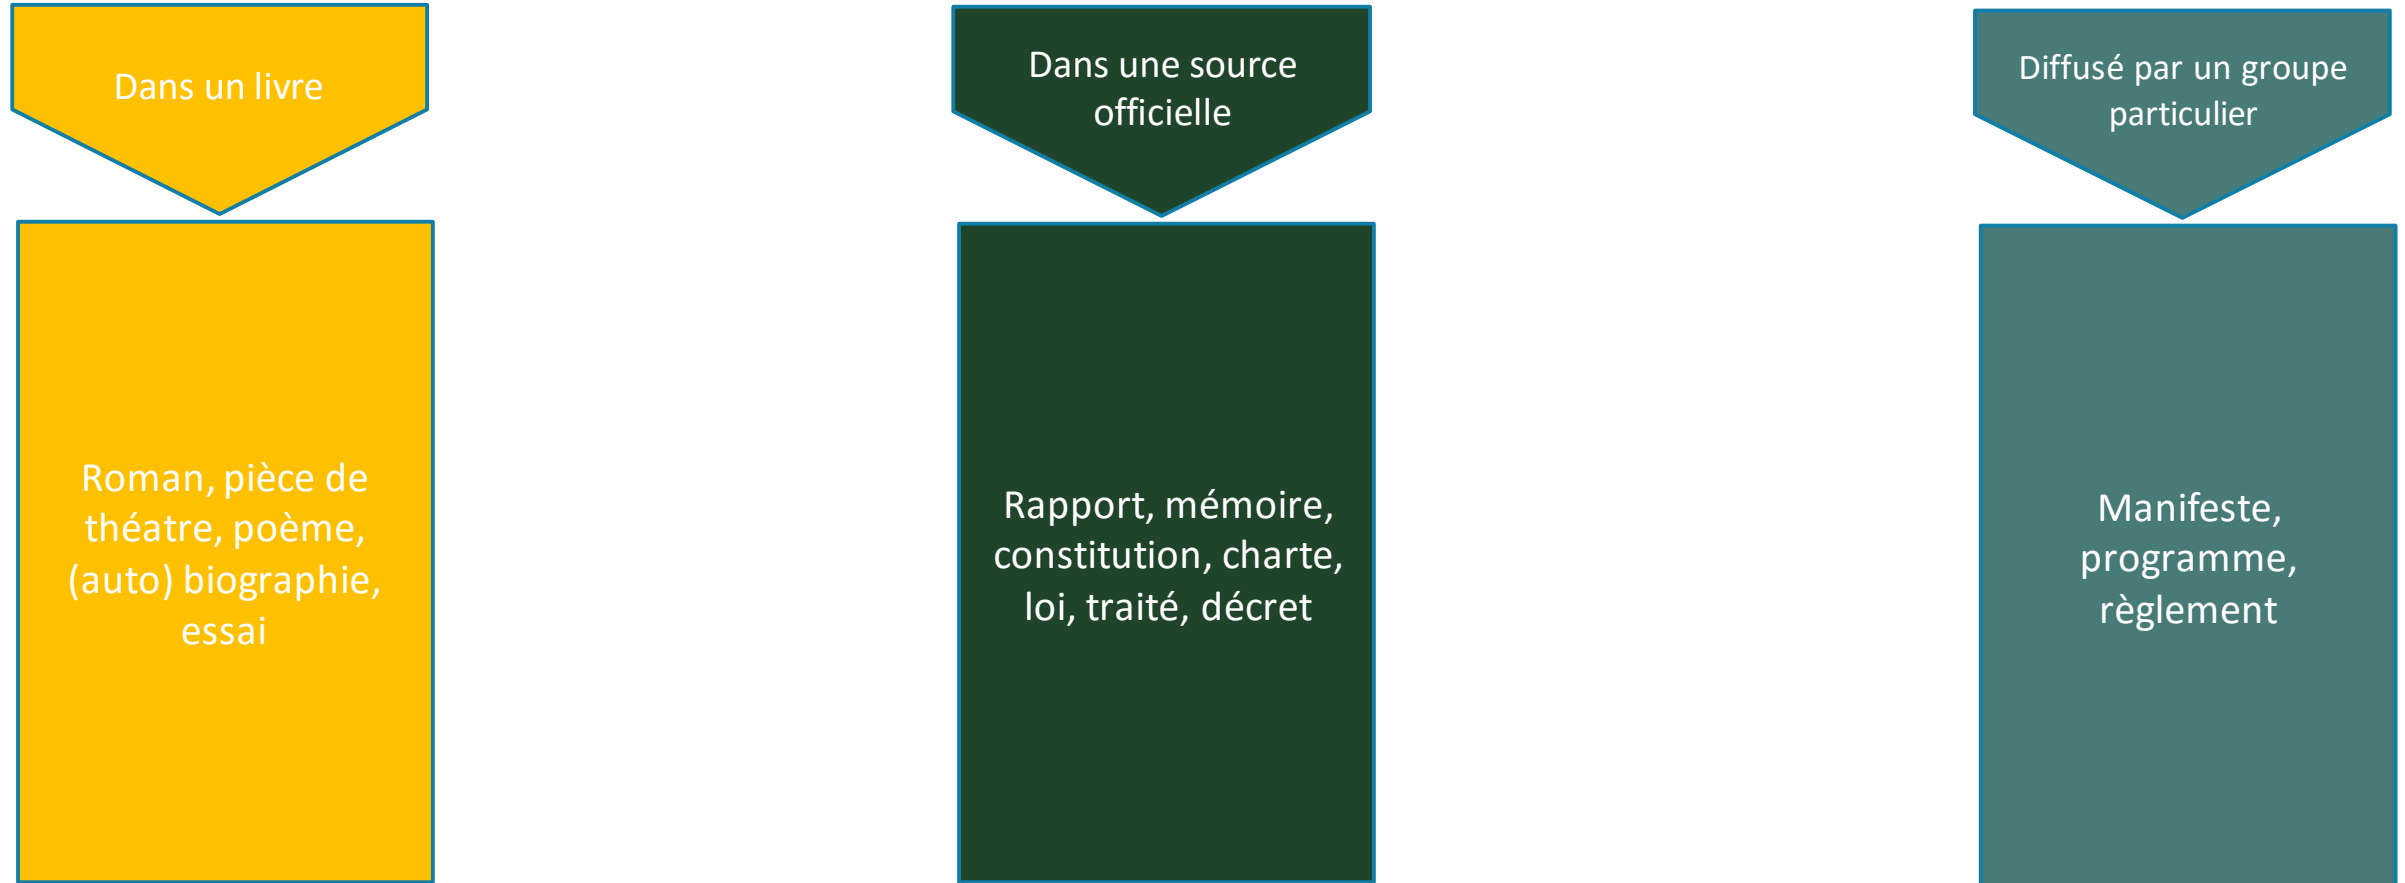 Dans un livre
Dans une source
officielle
Diffusé par un groupe
particulier
Roman, pièce de
théatre, poème,
(auto) biographie,
essai
Rapport, mémoire,
constitution, charte,
loi, traité, décret
Manifeste,
programme,
règlement